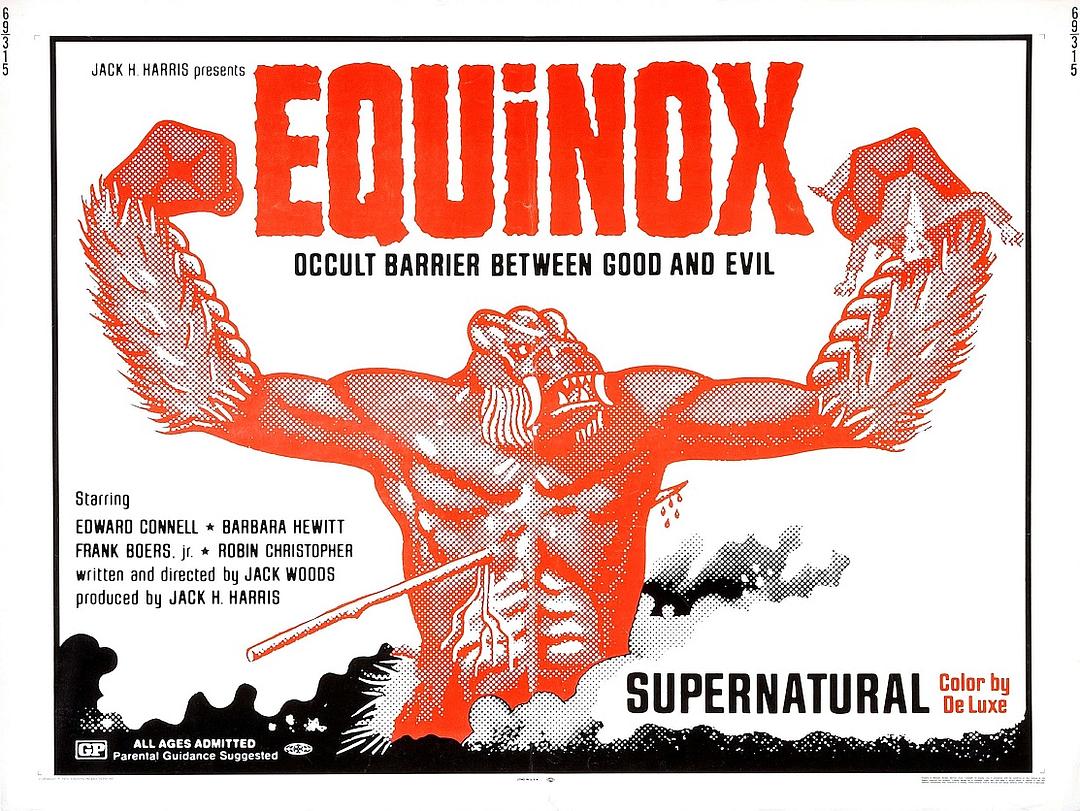 69315
69315
JACK H. HARRIS presents
EQUiNOX
OCCULT BARRIER BETWEEN GOOD AND EVIL
Starring
EDWARD CONNELL ★ BARBARA HEWITT
FRANK BOERS, jr. ★ ROBIN CHRISTOPHER
written and directed by JACK WOODS
produced by JACK H. HARRIS
SUPERNATURAL
Color by
De Luxe
GP
ALL AGES ADMITTED
Parental Guidance Suggested